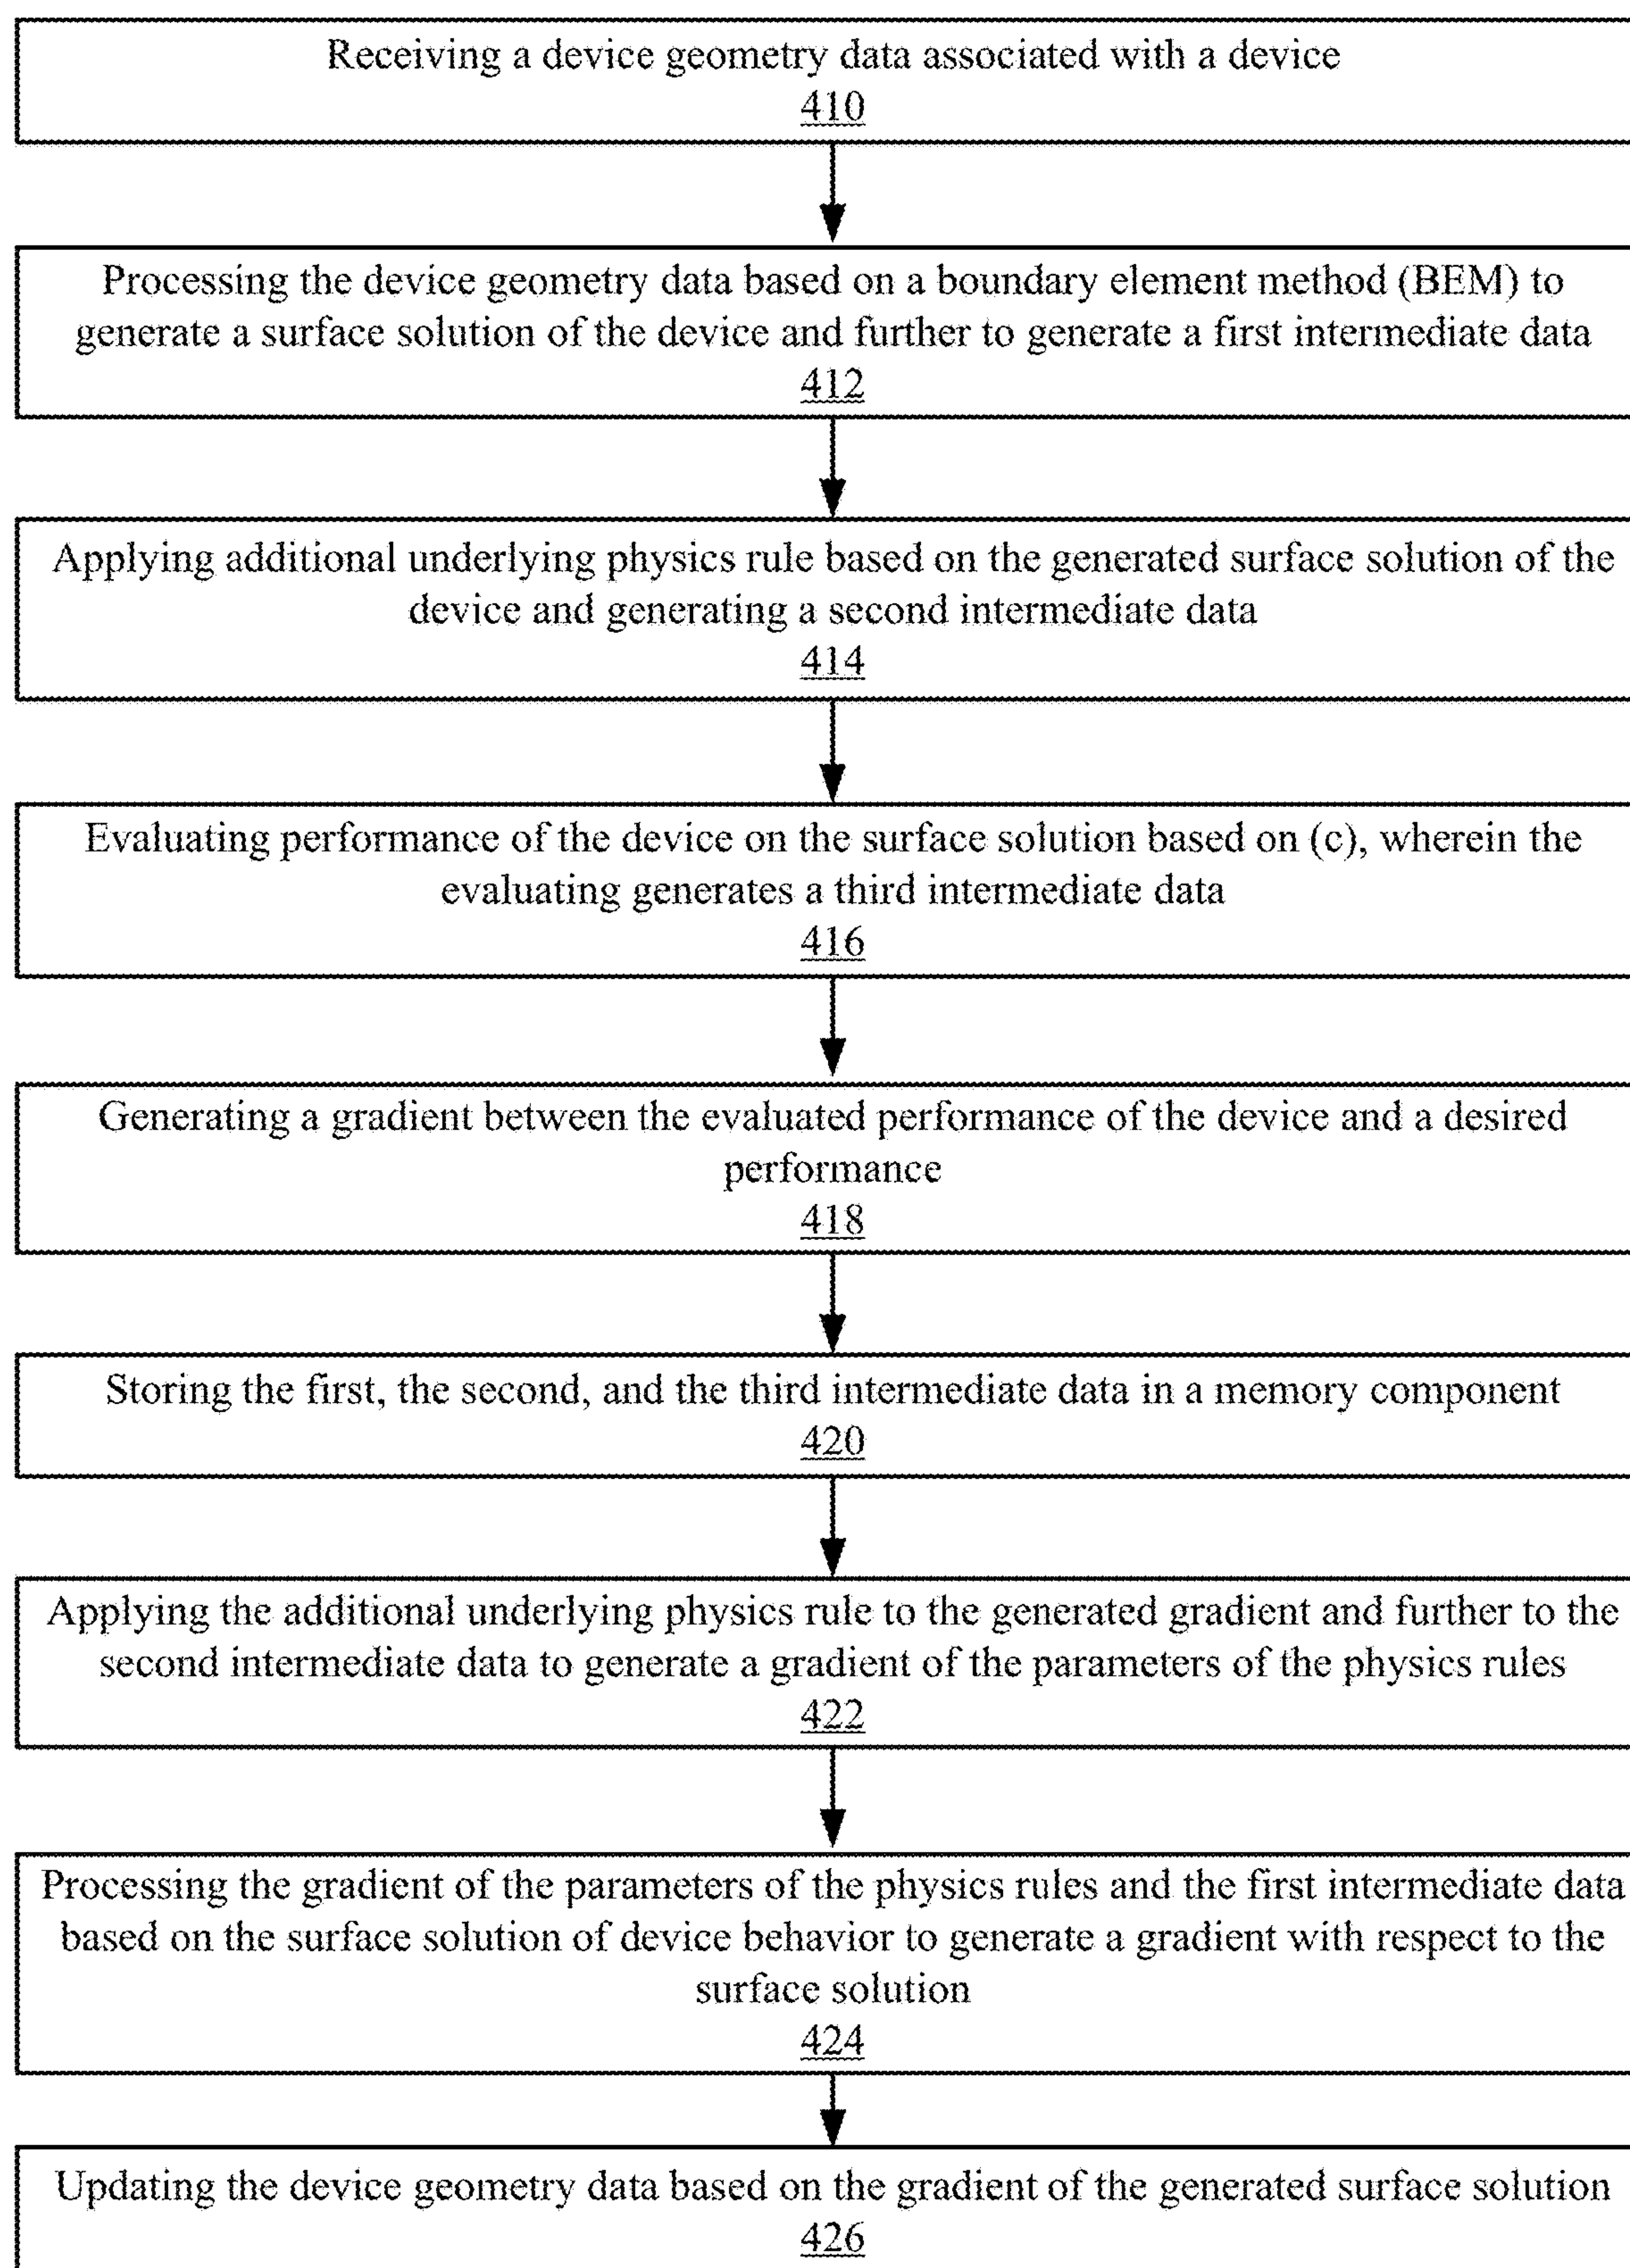 Receiving a device geometry data associated with a device
410
Processing the device geometry data based on a boundary element method (BEM) to
generate a surface solution of the device and further to generate a first intermediate data
412
Applying additional underlying physics rule based on the generated surface solution of the
device and generating a second intermediate data
414
Evaluating performance of the device on the surface solution based on (c), wherein the
evaluating generates a third intermediate data
416
Generating a gradient between the evaluated performance of the device and a desired
performance
418
Storing the first, the second, and the third intermediate data in a memory component
420
Applying the additional underlying physics rule to the generated gradient and further to the
second intermediate data to generate a gradient of the parameters of the physics rules
422
Processing the gradient of the parameters of the physics rules and the first intermediate data
based on the surface solution of device behavior to generate a gradient with respect to the
surface solution
424
Updating the device geometry data based on the gradient of the generated surface solution
426